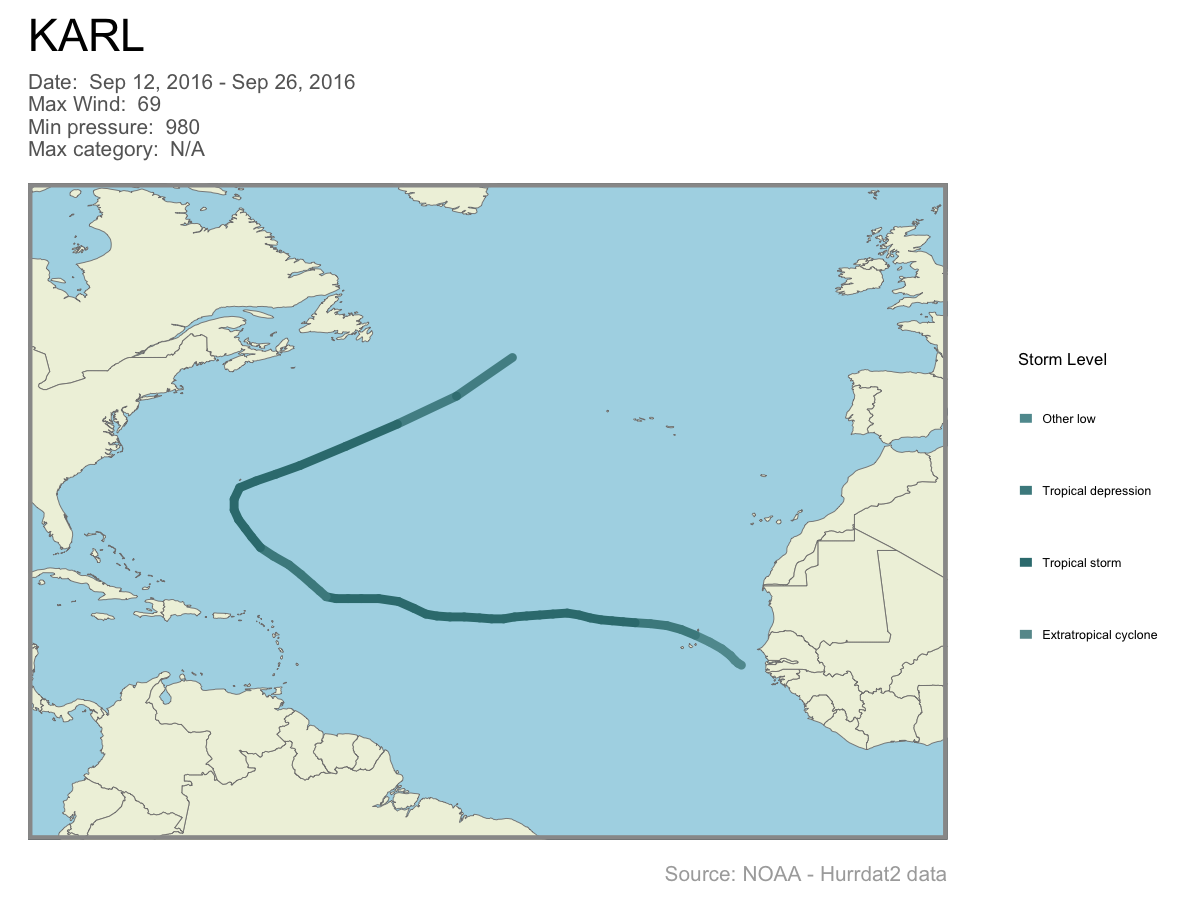 KARL
Date:  Sep 12, 2016 - Sep 26, 2016
Max Wind:  69
Min pressure:  980
Max category:  N/A
Storm Level
Other low
Tropical depression
Tropical storm
Extratropical cyclone
Source: NOAA - Hurrdat2 data